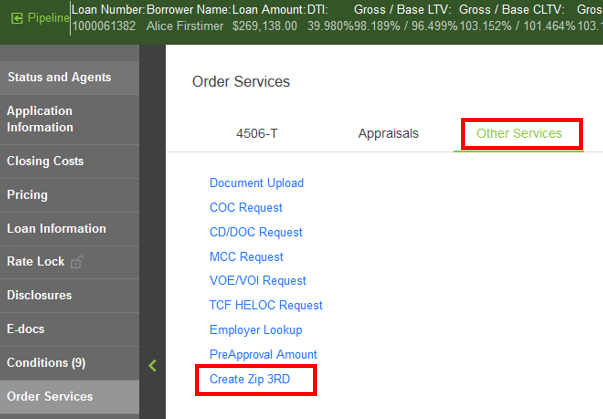 Pipeline
Loan Number: Borrower Name: Loan Amount: DTI: Gross / Base LTV: Gross / Base CLTV: Gross
1000061382 Alice Firstimer $269,138.00 39.980% 98.189% / 96.499% 103.152% / 101.464% 103.1
Status and Agents
Application
Information
Closing Costs
Pricing
Loan Information
Rate Lock
Disclosures
E-docs
Conditions (9)
Order Services
Order Services
4506-T Appraisals Other Services
Document Upload
COC Request
CD/DOC Request
MCC Request
VOE/VOI Request
TCF HELOC Request
Employer Lookup
PreApproval Amount
Create Zip 3RD